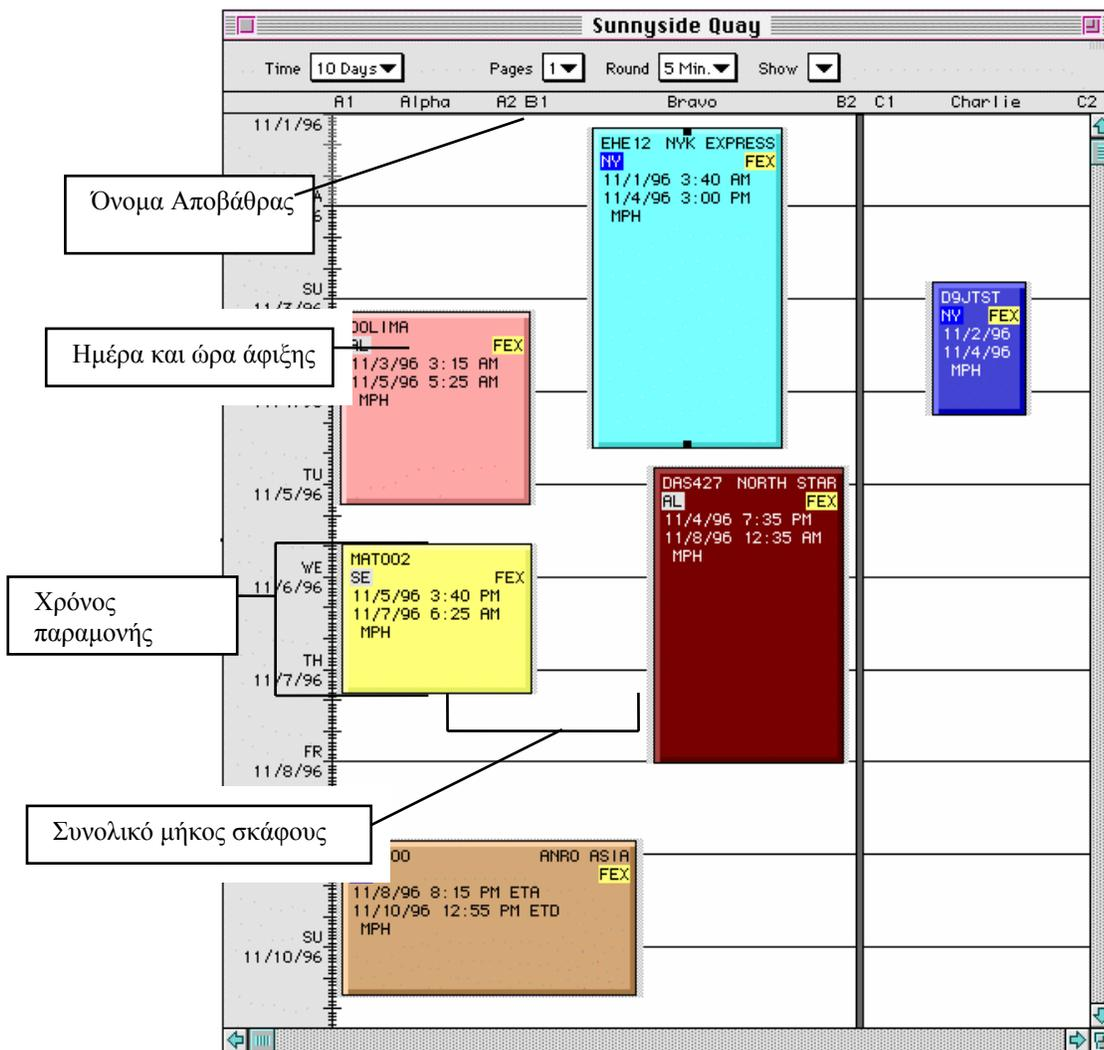 Sunnyside Quay
Time 10 Days Pages 1 Round 5 Min. Show
A1 Alpha A2 B1 Bravo B2 C1 Charlie C2
11/1/96
EHE12 NYK EXPRESS
NY FEX
11/1/96 3:40 AM
11/4/96 3:00 PM
MPH
Όνομα Αποβάθρας
SU
D9JTST
NY FEX
11/2/96
11/4/96
MPH
Ημέρα και ώρα άφιξης
OOLIMA
AL FEX
11/3/96 3:15 AM
11/5/96 5:25 AM
MPH
TU
11/5/96
DAS427 NORTH STAR
AL FEX
11/4/96 7:35 PM
11/8/96 12:35 AM
MPH
WE
11/6/96
MAT002
SE FEX
11/5/96 3:40 PM
11/7/96 6:25 AM
MPH
Χρόνος
παραμονής
TH
11/7/96
FR
11/8/96
Συνολικό μήκος σκάφους
00 ANRO ASIA
FEX
11/8/96 8:15 PM ETA
11/10/96 12:55 PM ETD
MPH
SU
11/10/96